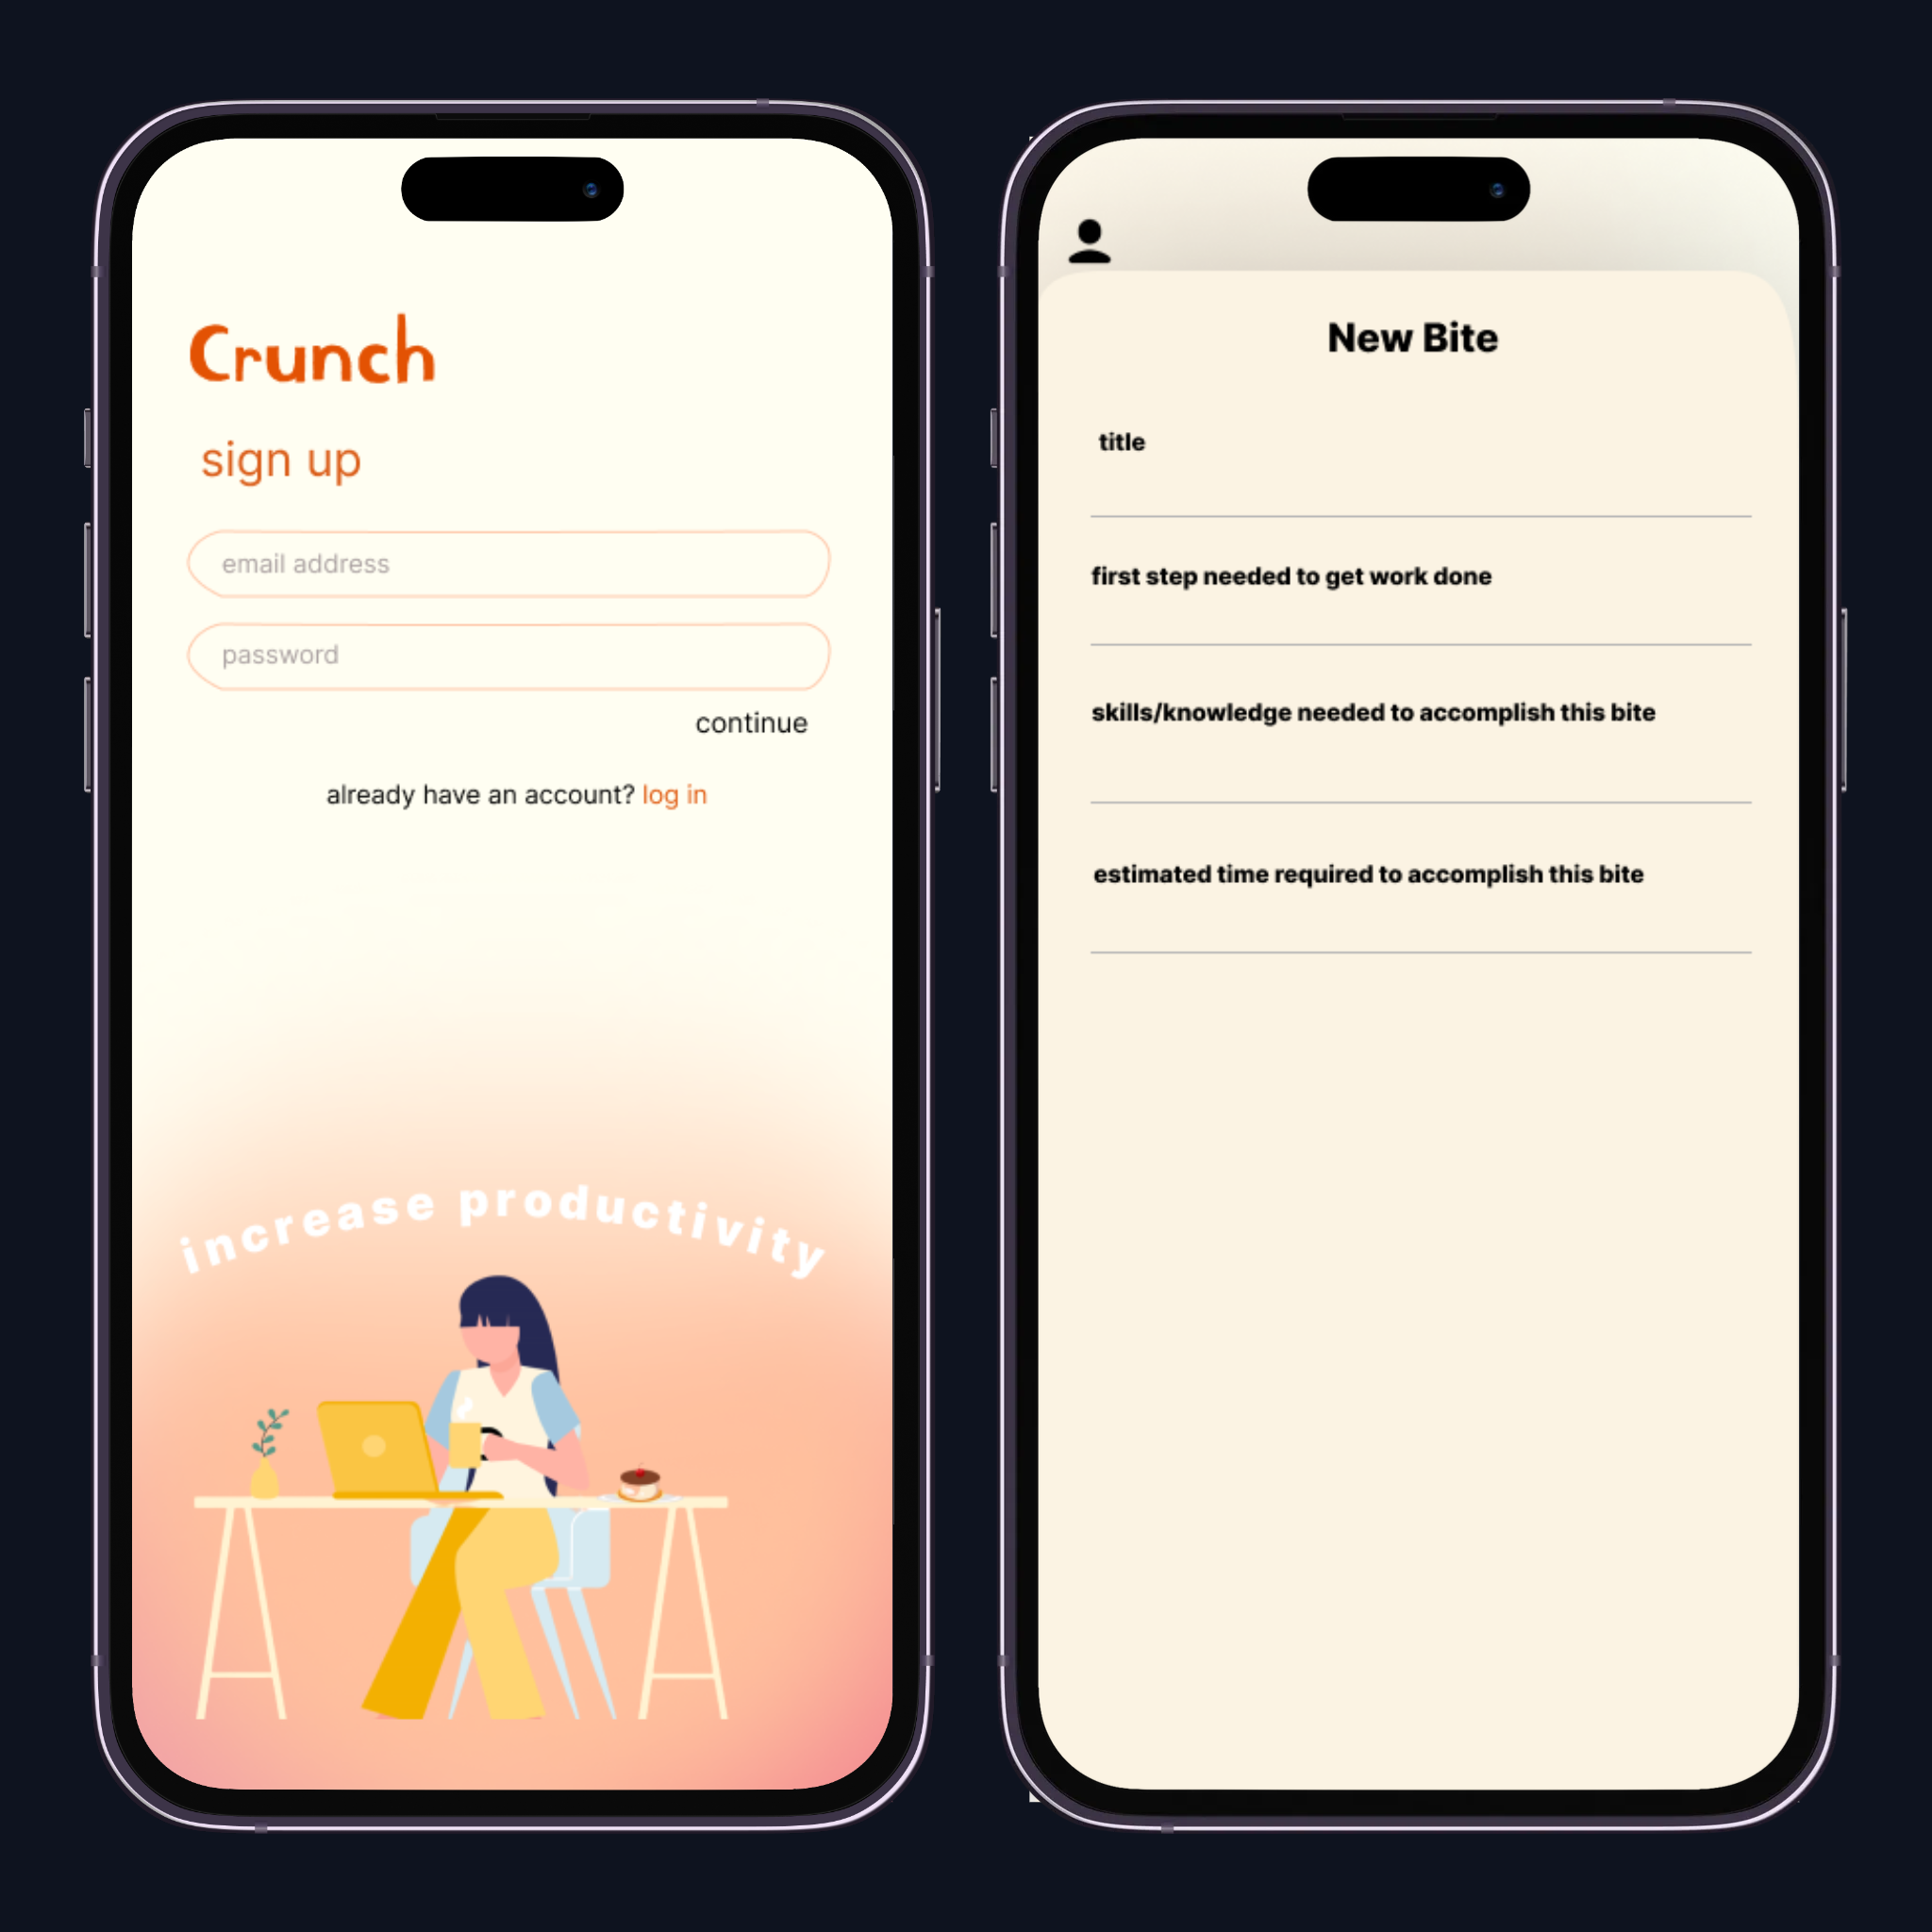 Crunch
sign up
email address
password
continue
already have an account? log in
increase productivity
New Bite
title
first step needed to get work done
skills/knowledge needed to accomplish this bite
estimated time required to accomplish this bite